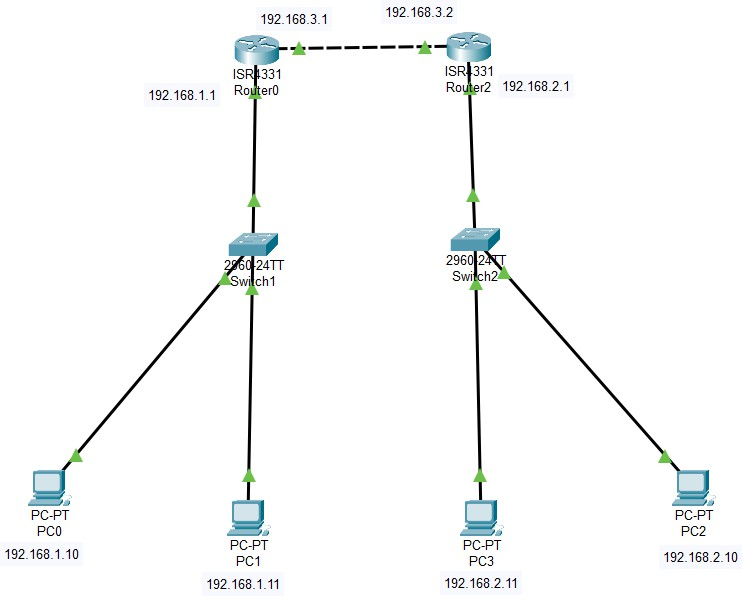 192.168.3.1
192.168.3.2
ISR4331
Router0
ISR4331
Router2
192.168.1.1
192.168.2.1
2960-24TT
Switch1
2960-24TT
Switch2
PC-PT
PC0
192.168.1.10
PC-PT
PC1
192.168.1.11
PC-PT
PC3
192.168.2.11
PC-PT
PC2
192.168.2.10